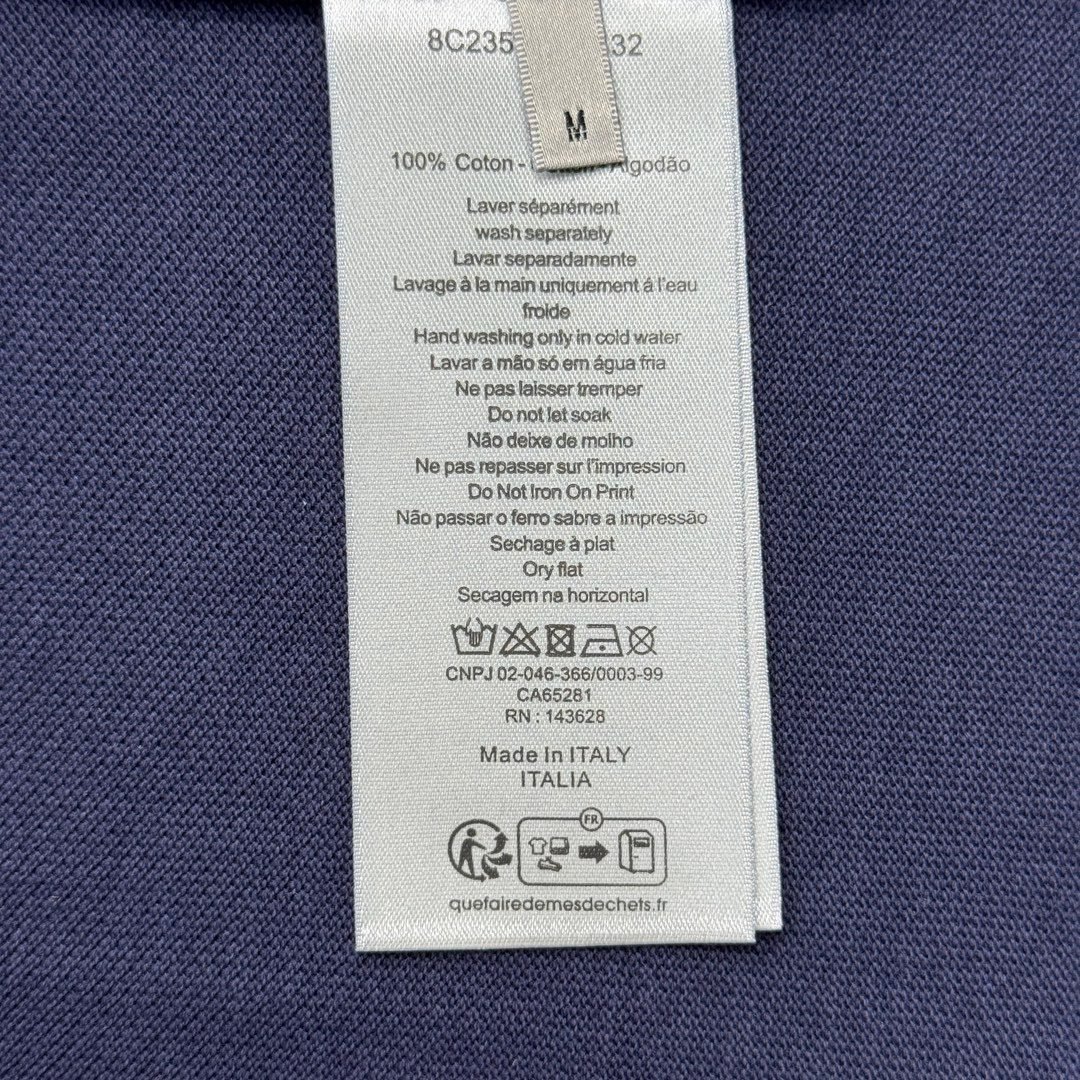 8C235 32
M
100% Coton - Algodão
Laver séparément
wash separately
Lavar separadamente
Lavage à la main uniquement á l'eau
froide
Hand washing only in cold water
Lavar a mão só em água fria
Ne pas laisser tremper
Do not let soak
Não deixe de molho
Ne pas repasser sur l'impression
Do Not Iron On Print
Não passar o ferro sabre a impressão
Sechage à plat
Ory flat
Secagem na horizontal
CNPJ 02-046-366/0003-99
CA65281
RN : 143628
Made In ITALY
ITALIA
FR
quefairedemesdechets.fr